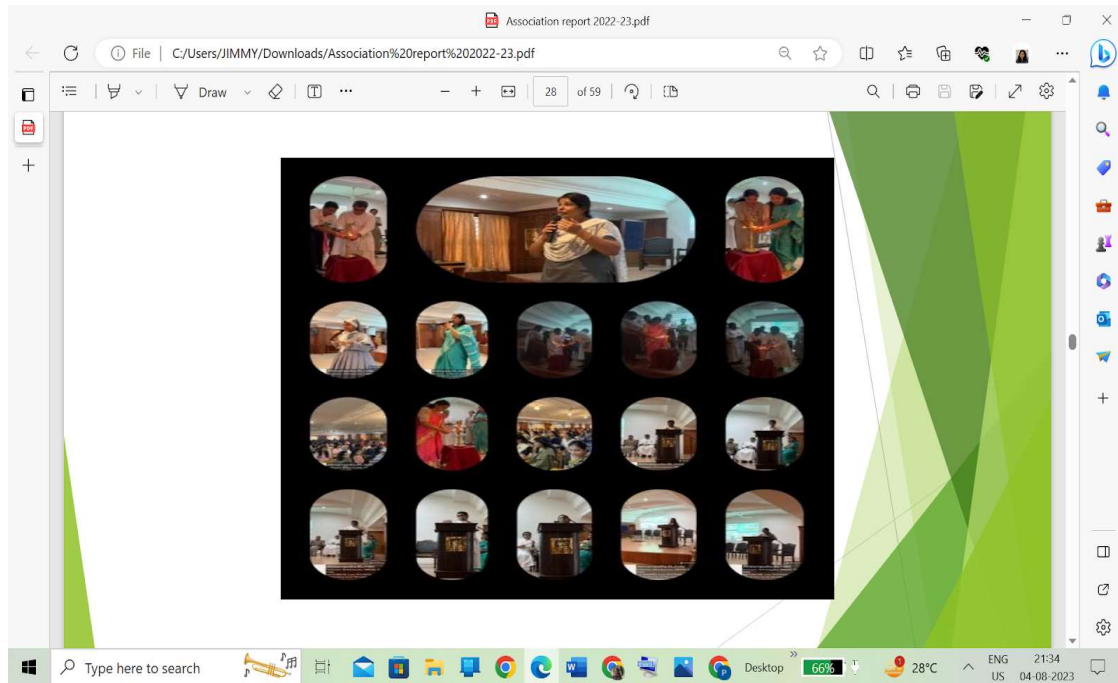 Association report 2022-23.pdf
File | C:/Users/JIMMY/Downloads/Association%20report%202022-23.pdf
Draw
28 of 59
Type here to search
Desktop
66%
28°C
ENG 21:34
US 04-08-2023